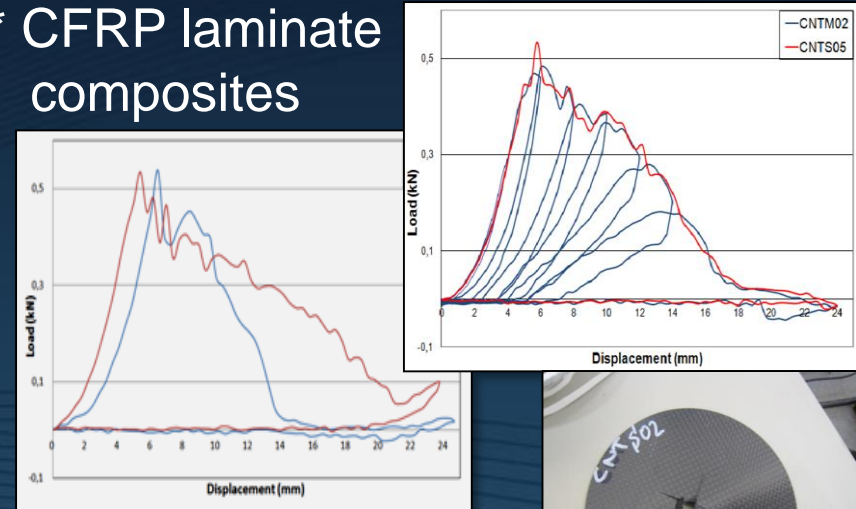 * CFRP laminate
composites
CNTM02
CNTS05
0,5
0,3
0,1
-0,1
Load (kN)
0 2 4 6 8 10 12 14 16 18 20 22 24
Displacement (mm)
0,5
0,3
0,1
-0,1
Load (kN)
0 2 4 6 8 10 12 14 16 18 20 22 24
Displacement (mm)
CNTS02